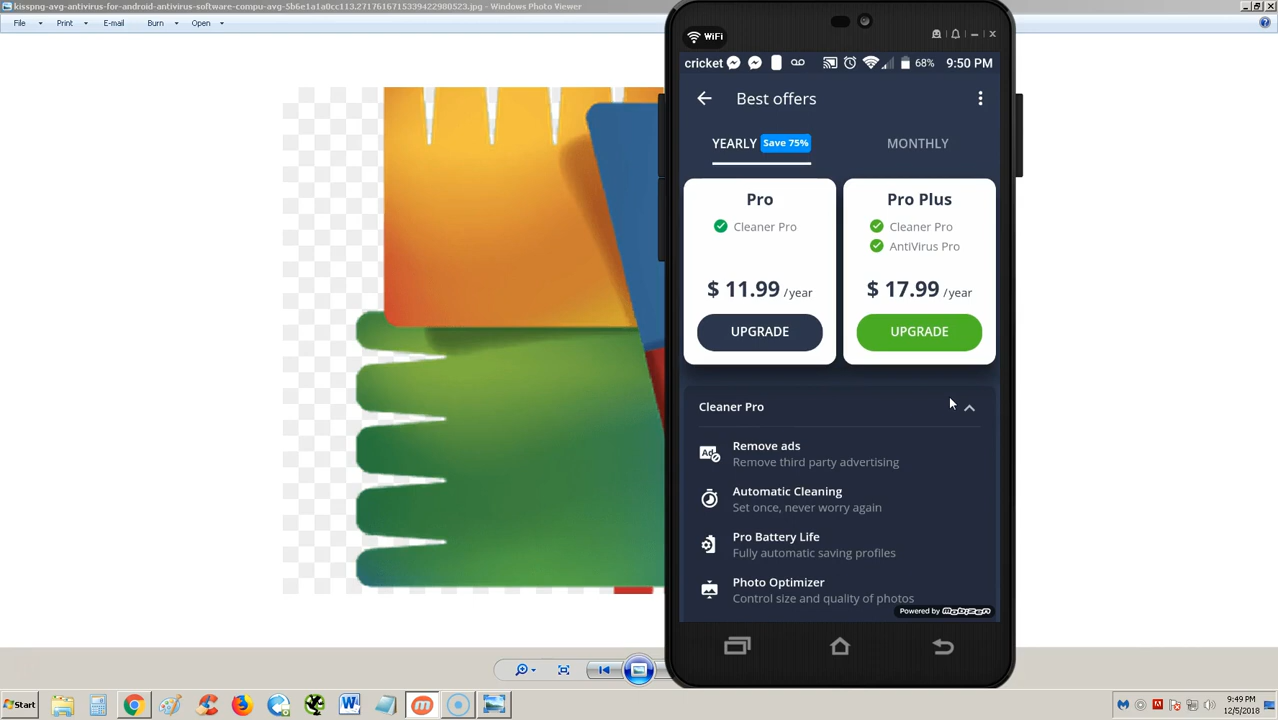 kisspng-avg-antivirus-for-android-antivirus-software-compu-avg-5b6e1a1a0cc113.2717616715339422980523.jpg - Windows Photo Viewer
File Print E-mail Burn Open
WiFi
cricket 68% 9:50 PM
Best offers
YEARLY Save 75% MONTHLY
Pro
Cleaner Pro
$ 11.99 /year
UPGRADE
Pro Plus
Cleaner Pro
AntiVirus Pro
$ 17.99 /year
UPGRADE
Cleaner Pro
Remove ads
Remove third party advertising
Automatic Cleaning
Set once, never worry again
Pro Battery Life
Fully automatic saving profiles
Photo Optimizer
Control size and quality of photos
Powered by mobizen
Start
9:49 PM
12/5/2018